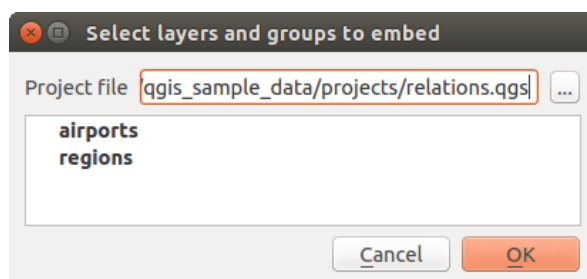 Select layers and groups to embed
Project file qgis_sample_data/projects/relations.qgs ...
airports
regions
Cancel OK